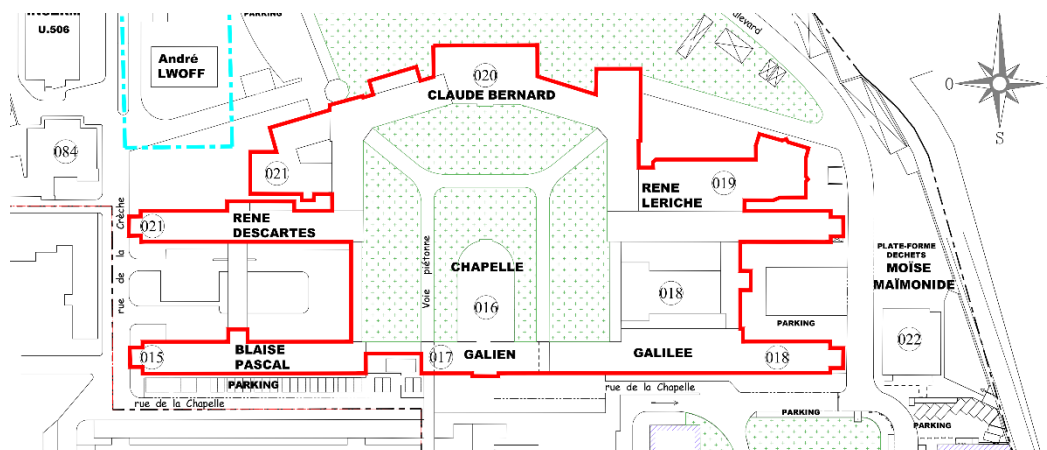 U.506
PARKING
André
LWOFF
020
CLAUDE BERNARD
O
S
084
021
RENE
LERICHE
019
021
RENE
DESCARTES
rue de la Crèche
Voie piétonne
CHAPELLE
016
018
PLATE-FORME
DECHETS
MOÏSE
MAÏMONIDE
PARKING
022
015
BLAISE
PASCAL
017
GALIEN
GALILEE
018
PARKING
rue de la Chapelle
rue de la Chapelle
PARKING
PARKING